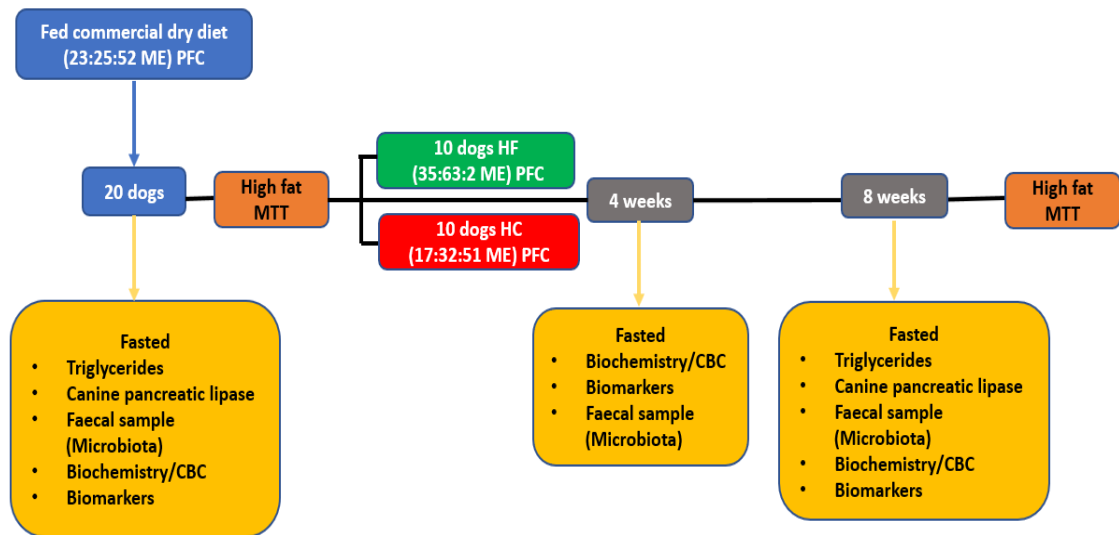 Fed commercial dry diet
(23:25:52 ME) PFC
20 dogs
High fat
MTT
10 dogs HF
(35:63:2 ME) PFC
10 dogs HC
(17:32:51 ME) PFC
4 weeks
8 weeks
High fat
MTT
Fasted
• Triglycerides
• Canine pancreatic lipase
• Faecal sample
(Microbiota)
• Biochemistry/CBC
• Biomarkers
Fasted
• Biochemistry/CBC
• Biomarkers
• Faecal sample
(Microbiota)
Fasted
• Triglycerides
• Canine pancreatic lipase
• Faecal sample
(Microbiota)
• Biochemistry/CBC
• Biomarkers